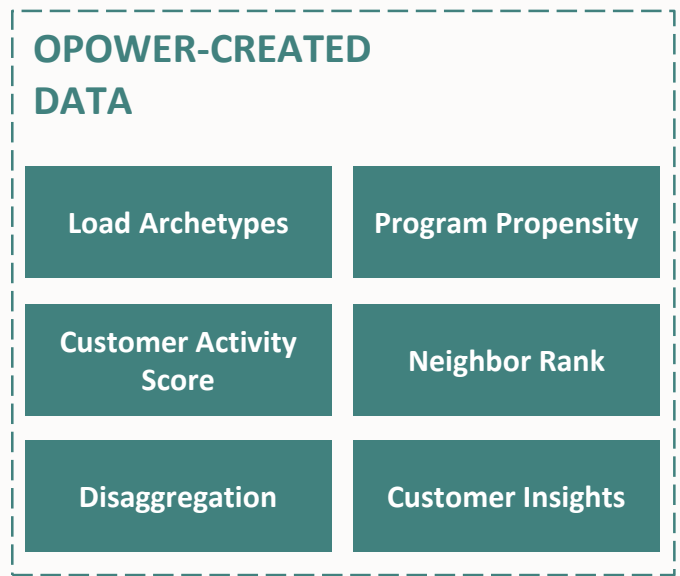 OPOWER-CREATED
DATA
Load Archetypes
Program Propensity
Customer Activity
Score
Neighbor Rank
Disaggregation
Customer Insights